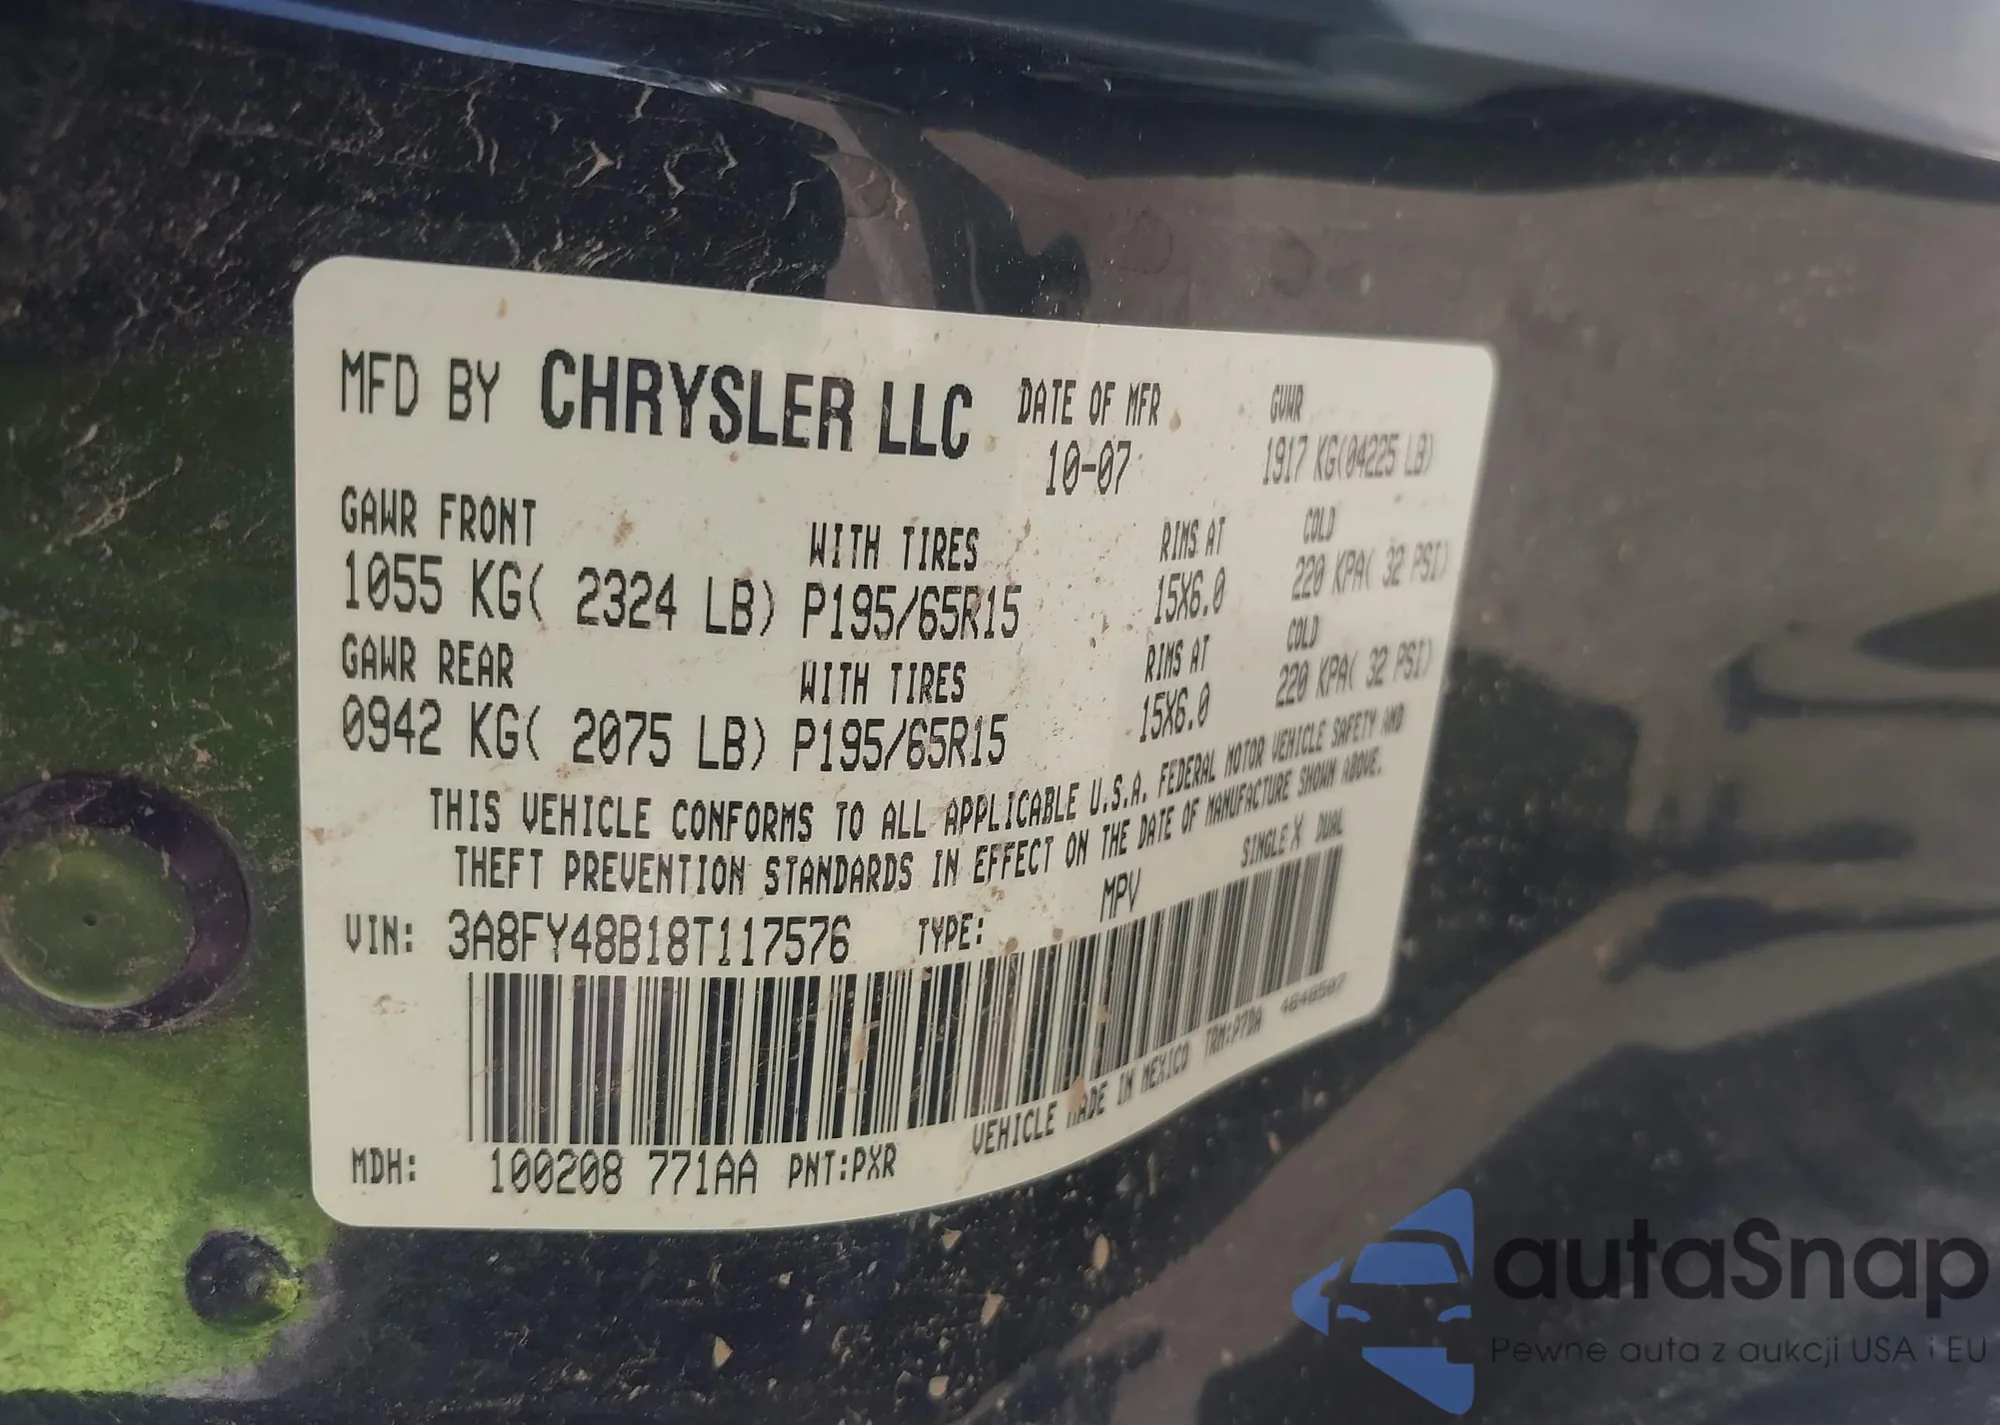 MFD BY CHRYSLER LLC DATE OF MFR GVWR
10-07 1917 KG(04225 LB)
GAWR FRONT WITH TIRES RIMS AT COLD
1055 KG( 2324 LB) P195/65R15 15X6.0 220 KPA( 32 PSI)
GAWR REAR WITH TIRES RIMS AT COLD
0942 KG( 2075 LB) P195/65R15 15X6.0 220 KPA( 32 PSI)
THIS VEHICLE CONFORMS TO ALL APPLICABLE U.S.A. FEDERAL MOTOR VEHICLE SAFETY AND
THEFT PREVENTION STANDARDS IN EFFECT ON THE DATE OF MANUFACTURE SHOWN ABOVE.
VIN: 3A8FY48B18T117576 TYPE: MPV SINGLE X DUAL
MDH: 100208 771AA PNT:PXR VEHICLE MADE IN MEXICO TRM:P7DA
autaSnap
Pewne auta z aukcji USA i EU